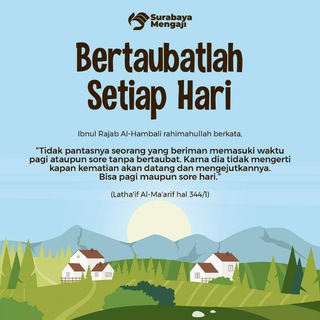 Surabaya
Mengaji
Bertaubatlah
Setiap Hari
Ibnul Rajab Al-Hambali rahimahullah berkata,
“Tidak pantasnya seorang yang beriman memasuki waktu
pagi ataupun sore tanpa bertaubat. Karna dia tidak mengerti
kapan kematian akan datang dan mengejutkannya.
Bisa pagi maupun sore hari.”
(Latha'if Al-Ma'arif hal 344/1)